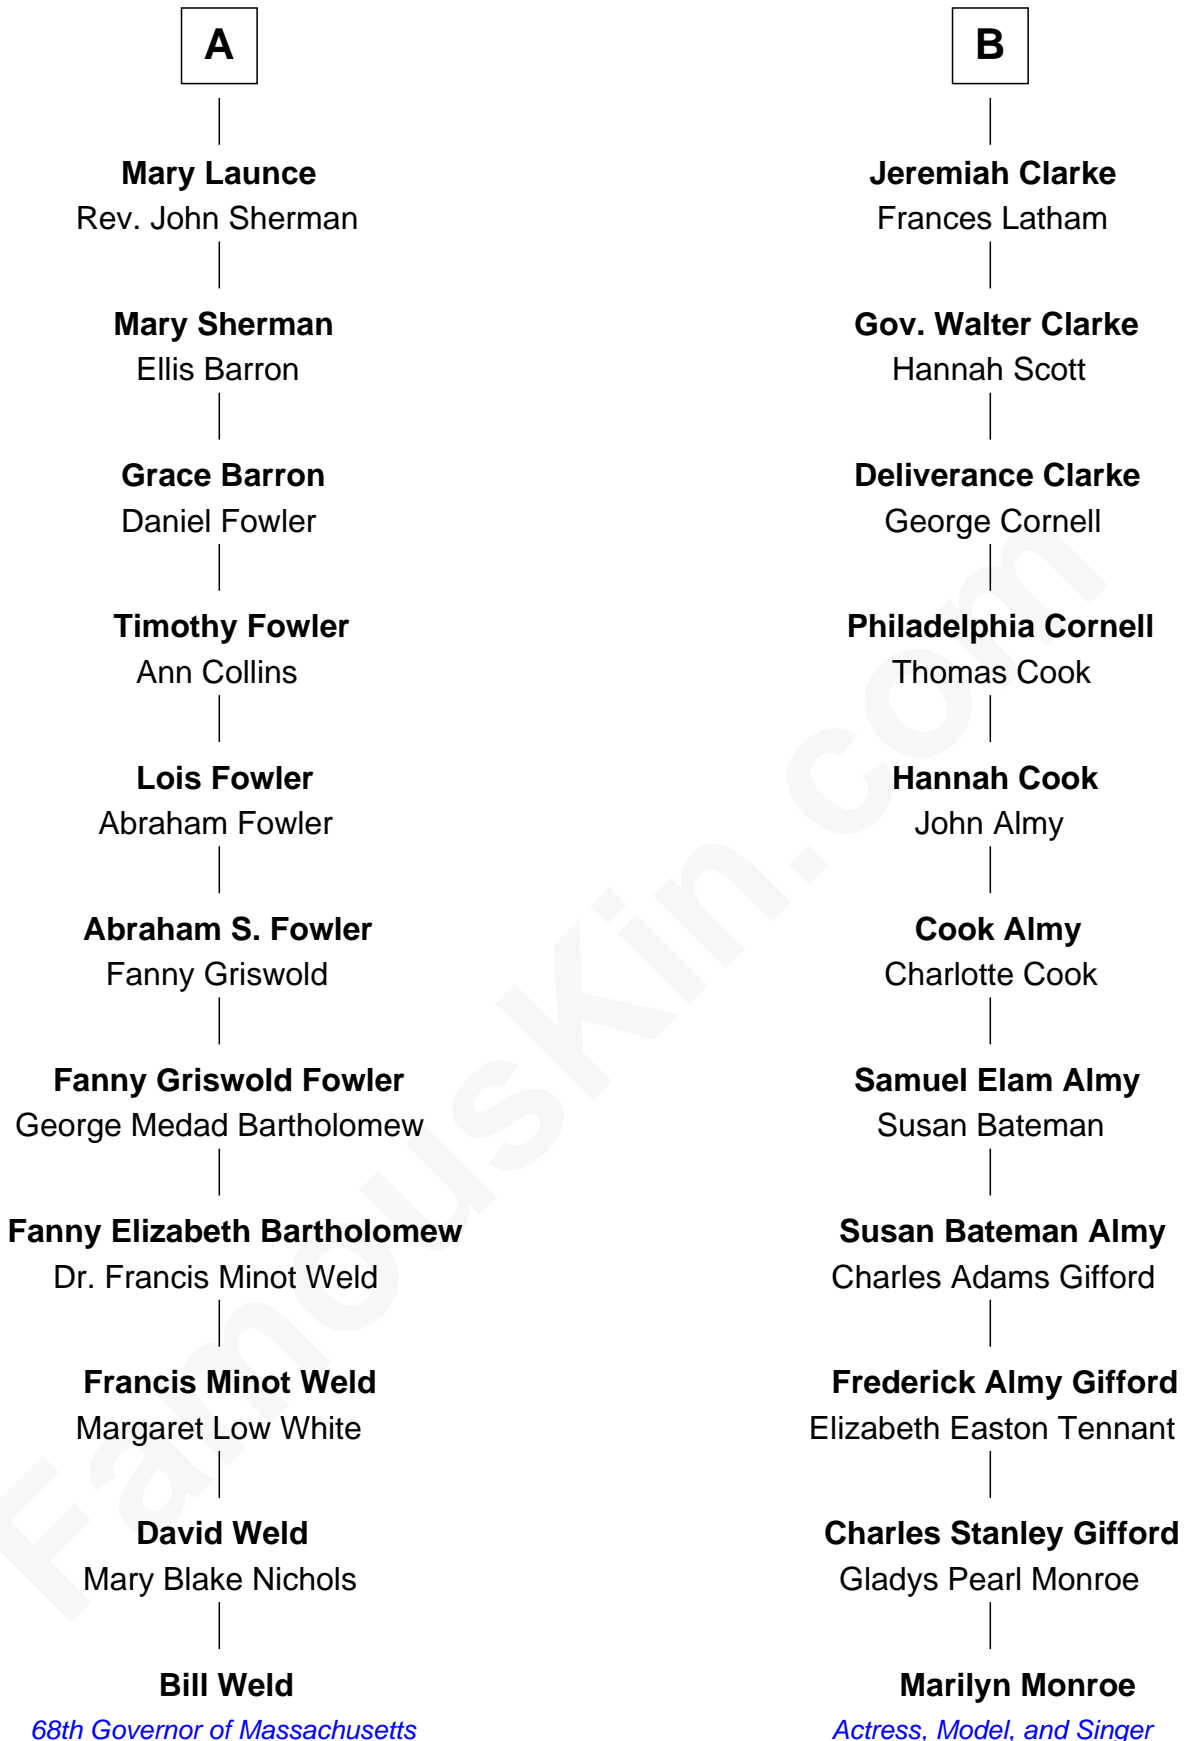 A
Mary Launce
Rev. John Sherman
Mary Sherman
Ellis Barron
Grace Barron
Daniel Fowler
Timothy Fowler
Ann Collins
Lois Fowler
Abraham Fowler
Abraham S. Fowler
Fanny Griswold
Fanny Griswold Fowler
George Medad Bartholomew
Fanny Elizabeth Bartholomew
Dr. Francis Minot Weld
Francis Minot Weld
Margaret Low White
David Weld
Mary Blake Nichols
Bill Weld
68th Governor of Massachusetts
B
Jeremiah Clarke
Frances Latham
Gov. Walter Clarke
Hannah Scott
Deliverance Clarke
George Cornell
Philadelphia Cornell
Thomas Cook
Hannah Cook
John Almy
Cook Almy
Charlotte Cook
Samuel Elam Almy
Susan Bateman
Susan Bateman Almy
Charles Adams Gifford
Frederick Almy Gifford
Elizabeth Easton Tennant
Charles Stanley Gifford
Gladys Pearl Monroe
Marilyn Monroe
Actress, Model, and Singer
FamousKin.com